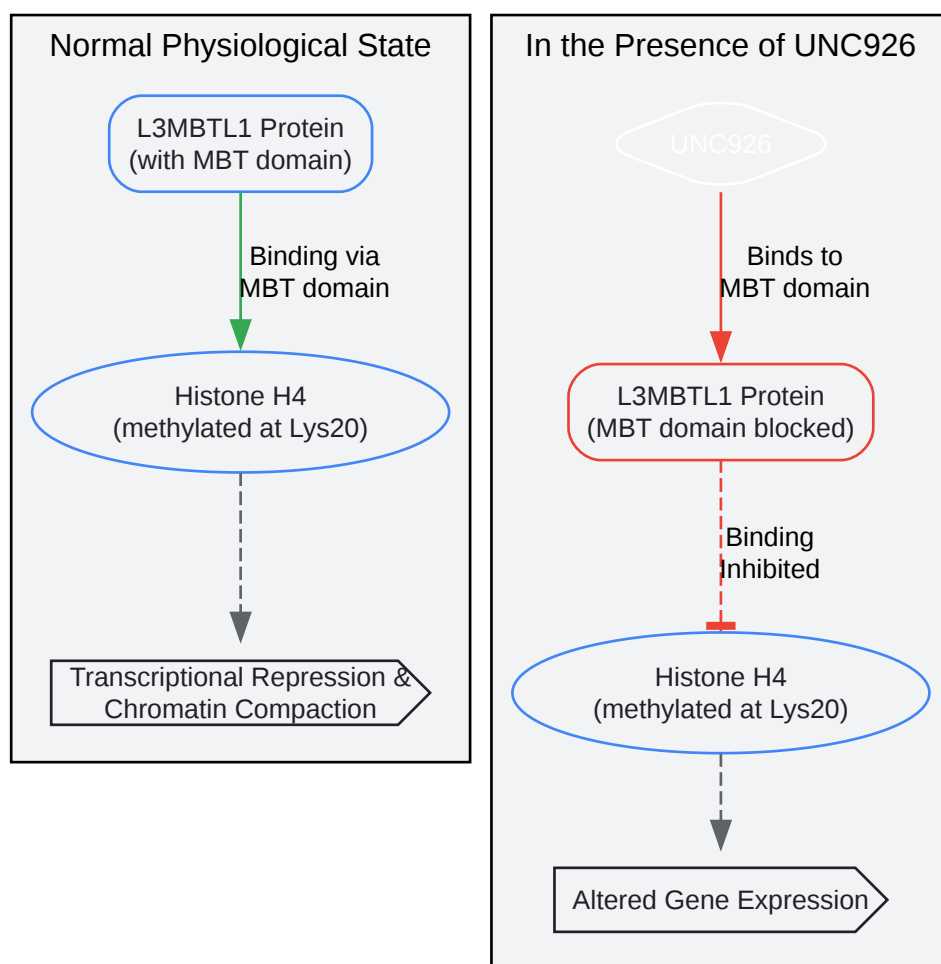 Normal Physiological State
L3MBTL1 Protein
(with MBT domain)
Binding via
MBT domain
Histone H4
(methylated at Lys20)
Transcriptional Repression &
Chromatin Compaction
In the Presence of UNC926
UNC926
Binds to
MBT domain
L3MBTL1 Protein
(MBT domain blocked)
Binding
Inhibited
Histone H4
(methylated at Lys20)
Altered Gene Expression